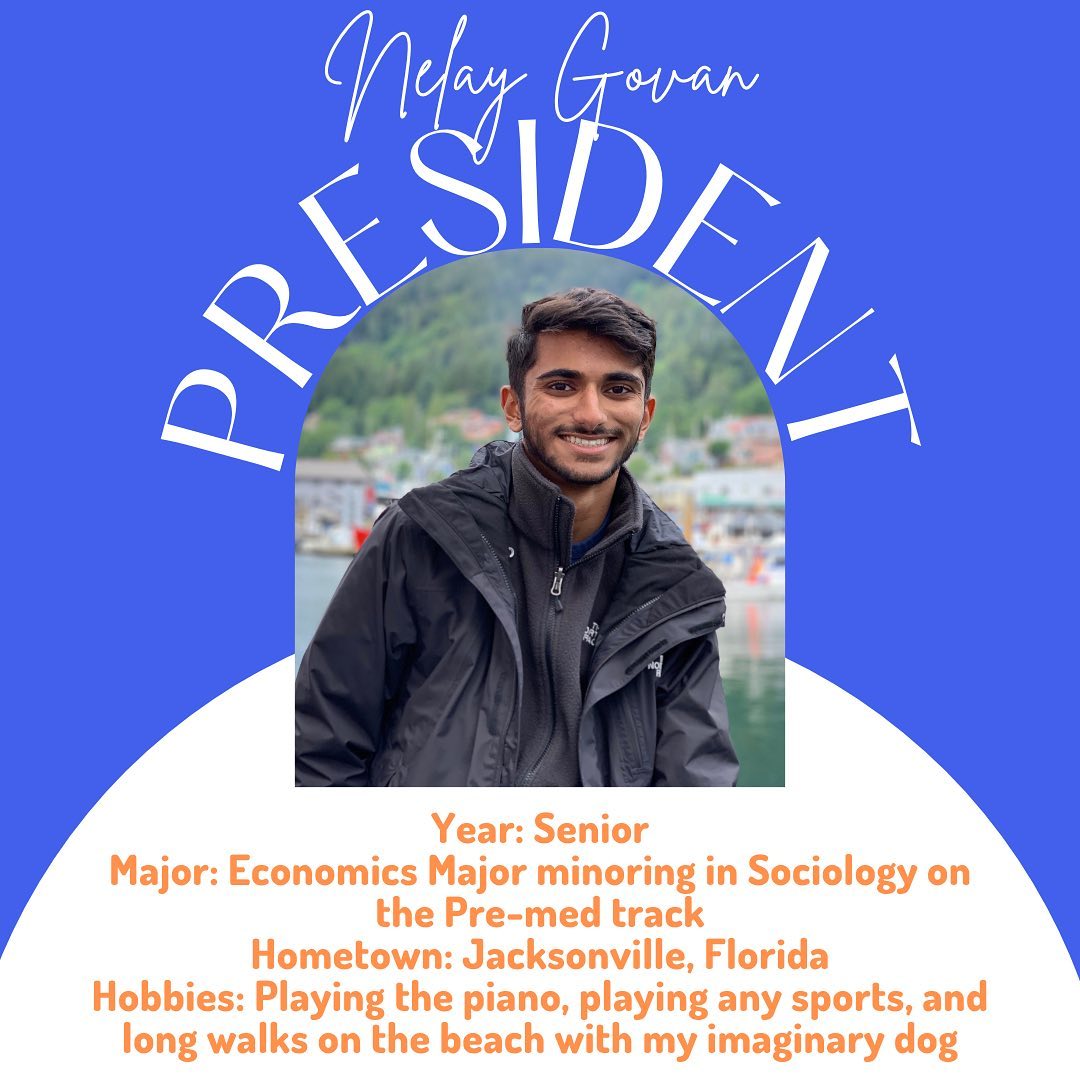 Nelay Govan
PRESIDENT
Year: Senior
Major: Economics Major minoring in Sociology on
the Pre-med track
Hometown: Jacksonville, Florida
Hobbies: Playing the piano, playing any sports, and
long walks on the beach with my imaginary dog